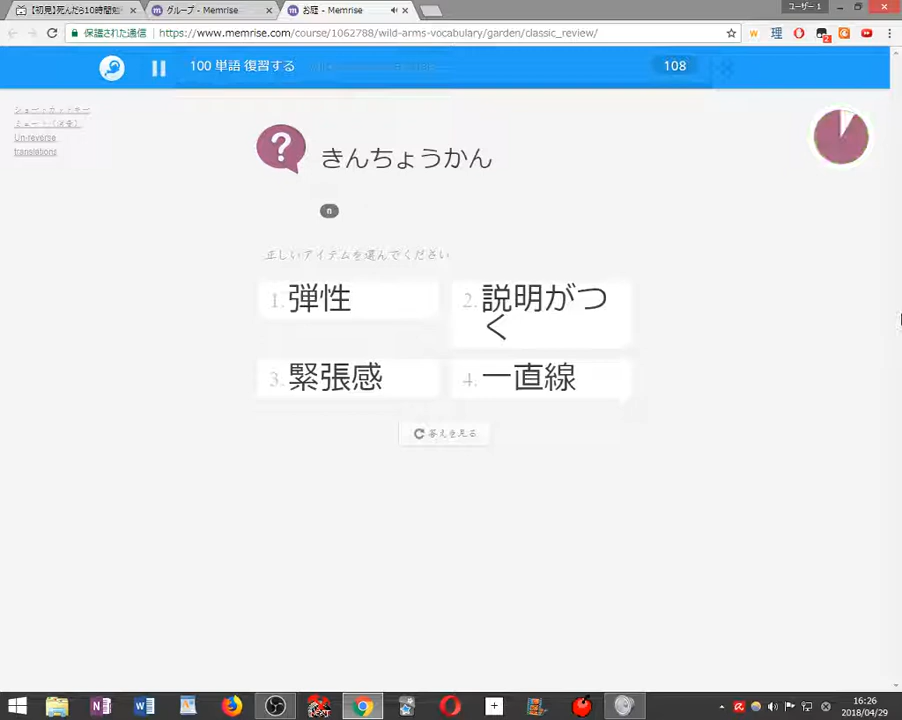 【初見】死んだら10時間勉
グループ - Memrise
お庭 - Memrise
ユーザー 1
保護された通信
https://www.memrise.com/course/1062788/wild-arms-vocabulary/garden/classic_review/
100 単語 復習する
108
Un-reverse
translations
きんちょうかん
n
正しいアイテムを選んでください
1. 弾性
2. 説明がつ
く
3. 緊張感
4. 一直線
答えを見る
16:26
2018/04/29